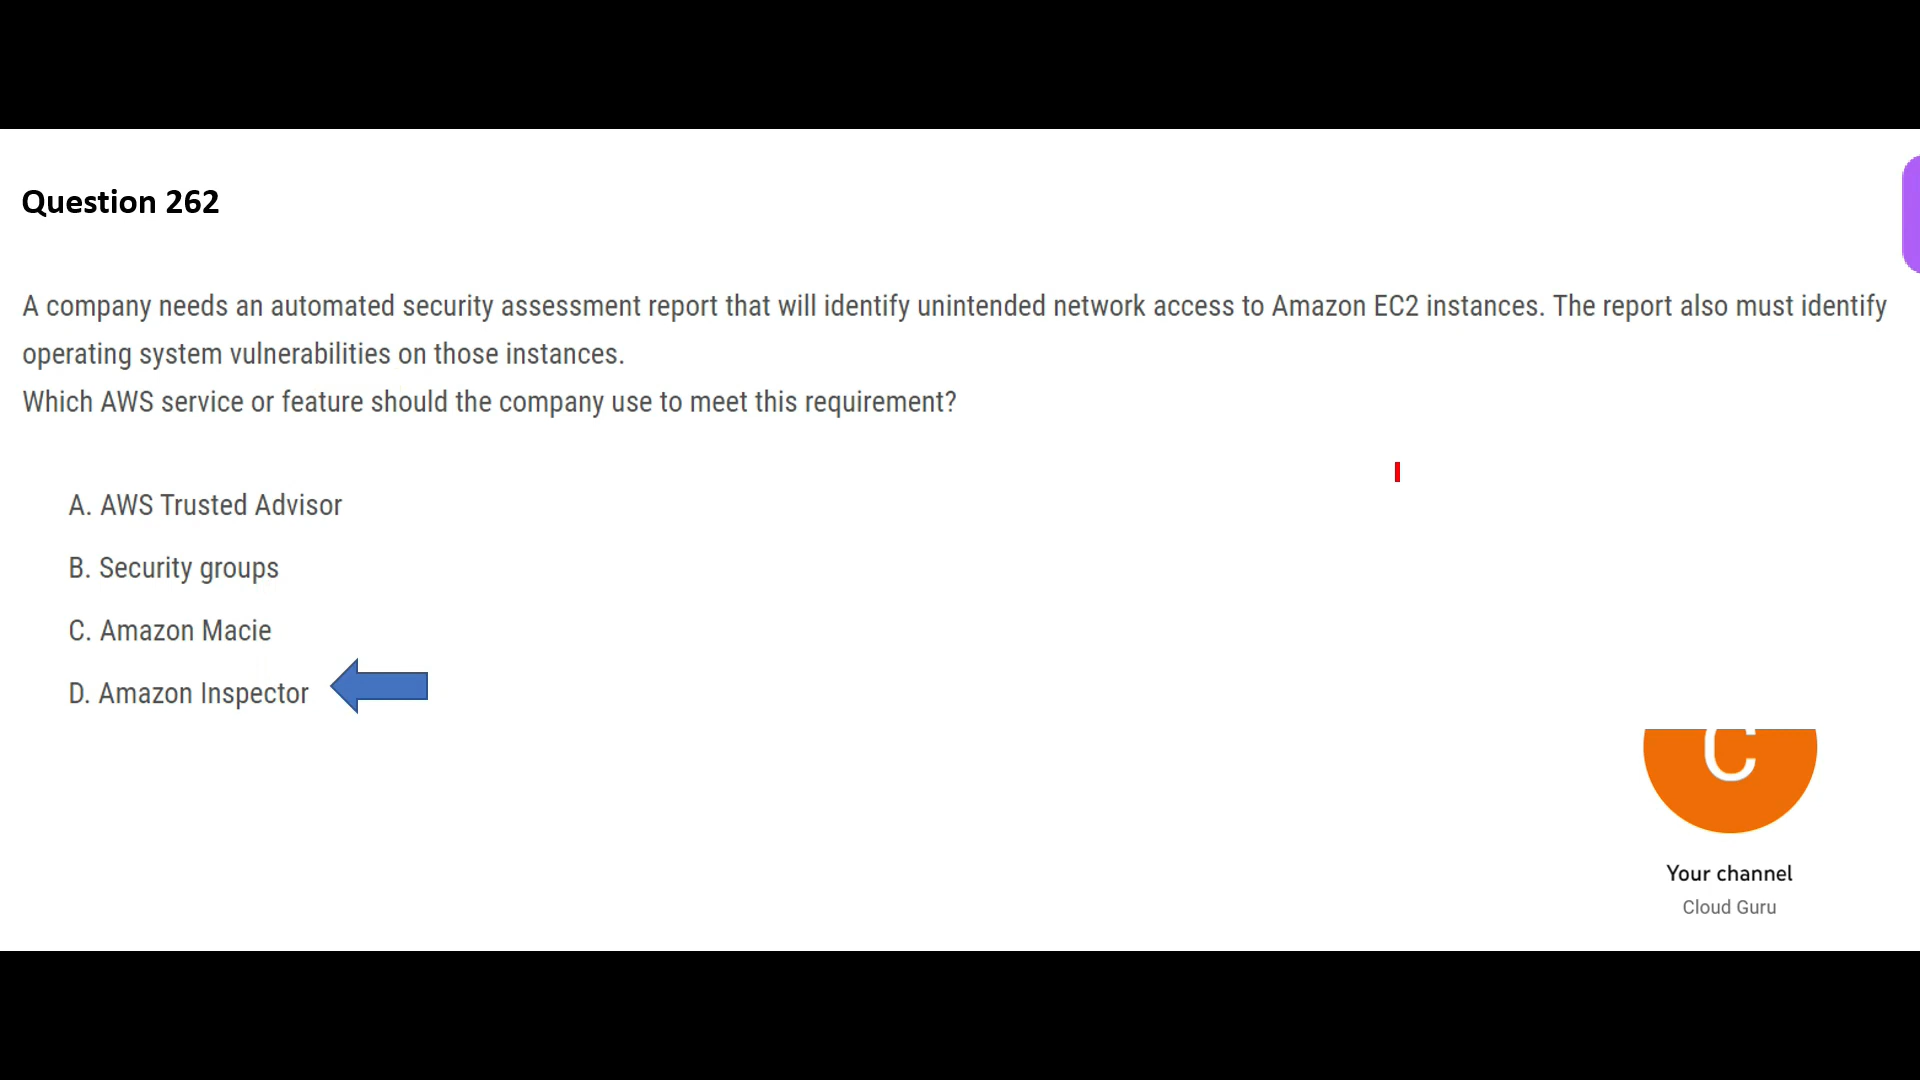 Question 262
A company needs an automated security assessment report that will identify unintended network access to Amazon EC2 instances. The report also must identify
operating system vulnerabilities on those instances.
Which AWS service or feature should the company use to meet this requirement?
A. AWS Trusted Advisor
B. Security groups
C. Amazon Macie
D. Amazon Inspector
C
Your channel
Cloud Guru